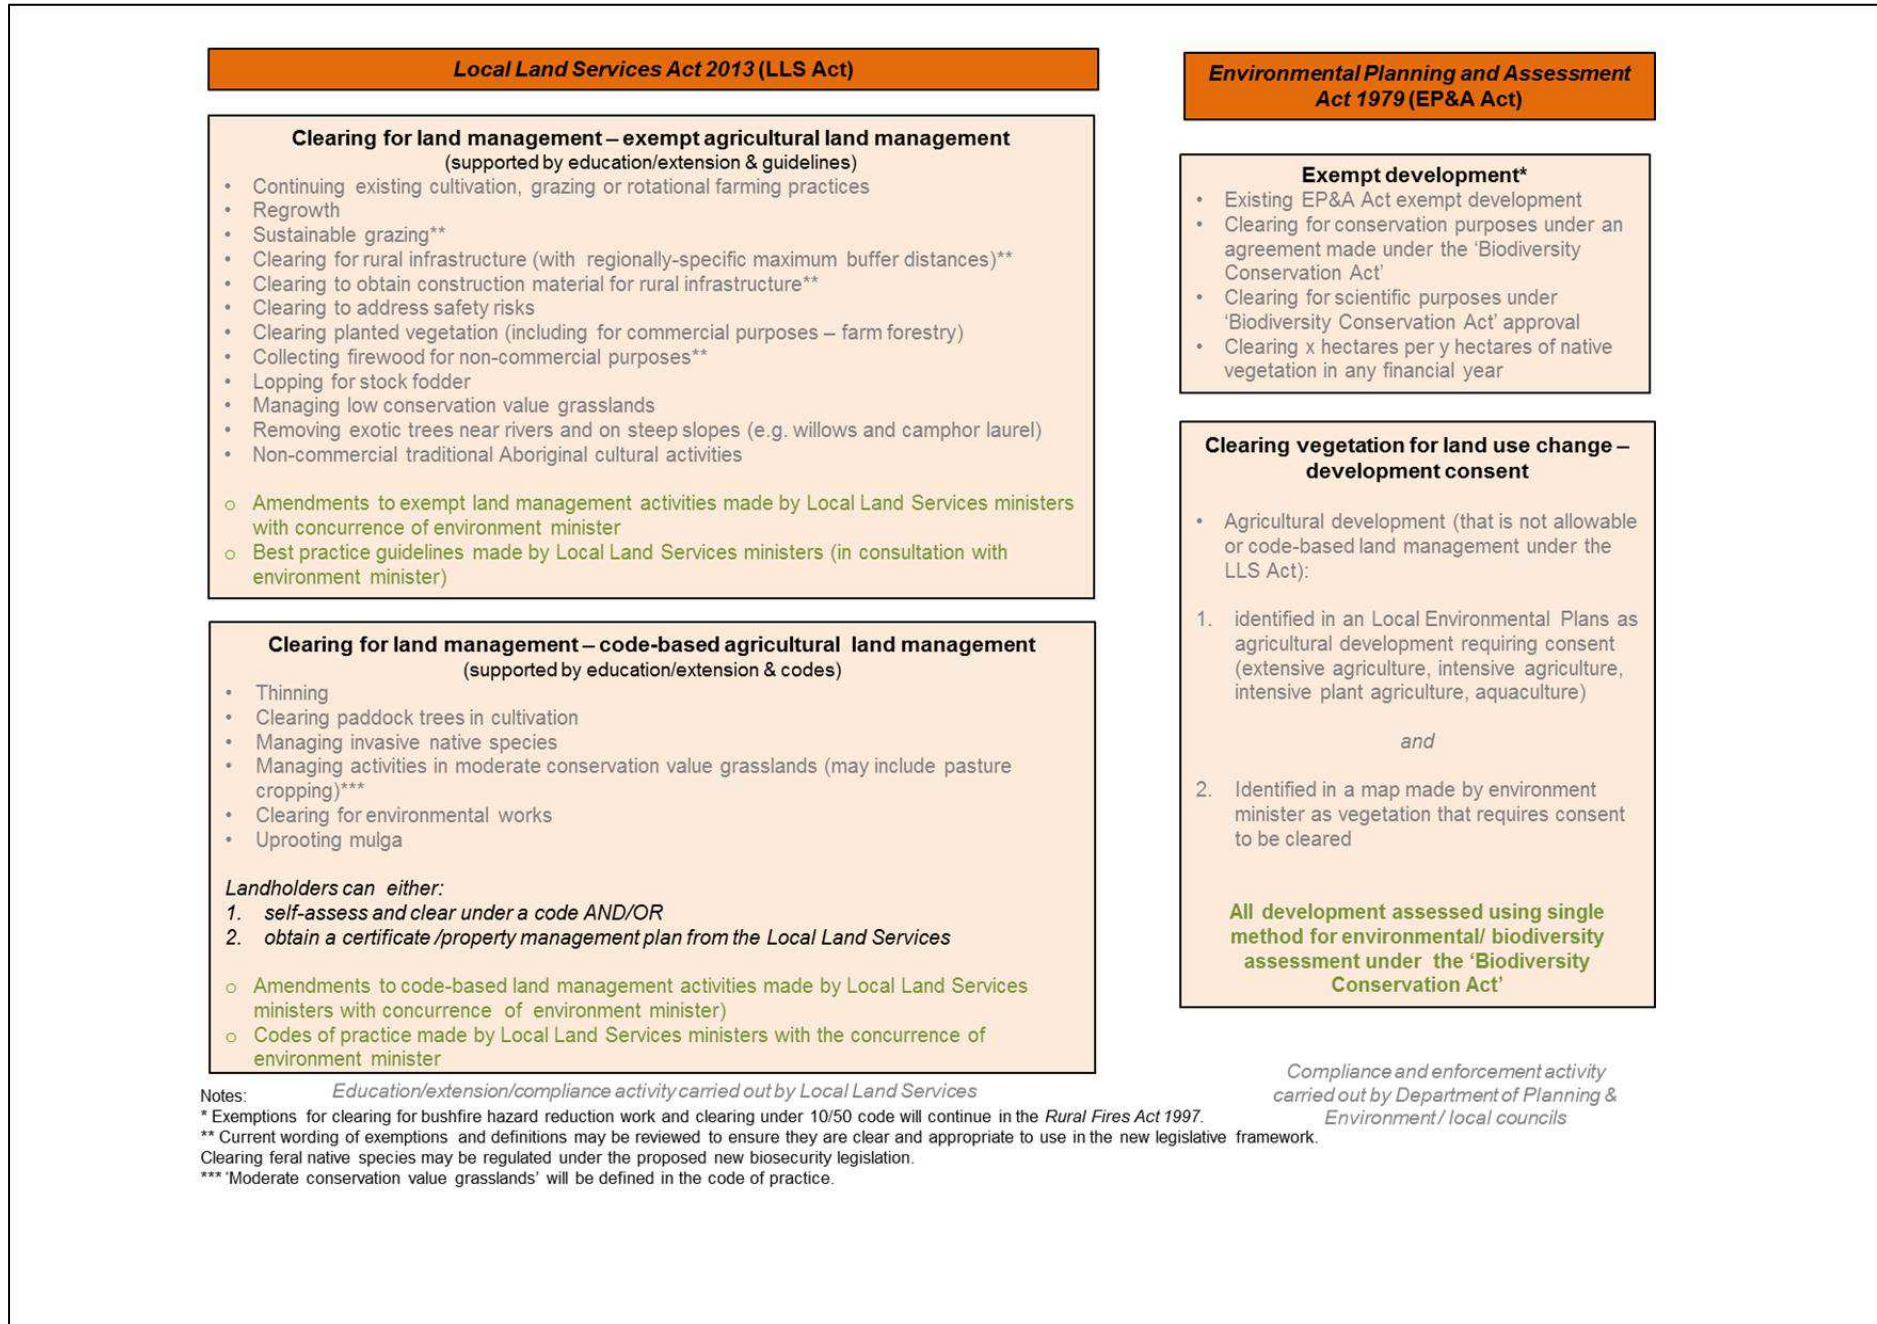 Local Land Services Act 2013 (LLS Act)
Clearing for land management – exempt agricultural land management
(supported by education/extension & guidelines)
• Continuing existing cultivation, grazing or rotational farming practices
• Regrowth
• Sustainable grazing**
• Clearing for rural infrastructure (with regionally-specific maximum buffer distances)**
• Clearing to obtain construction material for rural infrastructure**
• Clearing to address safety risks
• Clearing planted vegetation (including for commercial purposes – farm forestry)
• Collecting firewood for non-commercial purposes**
• Lopping for stock fodder
• Managing low conservation value grasslands
• Removing exotic trees near rivers and on steep slopes (e.g. willows and camphor laurel)
• Non-commercial traditional Aboriginal cultural activities
o Amendments to exempt land management activities made by Local Land Services ministers
with concurrence of environment minister
o Best practice guidelines made by Local Land Services ministers (in consultation with
environment minister)
Clearing for land management – code-based agricultural land management
(supported by education/extension & codes)
• Thinning
• Clearing paddock trees in cultivation
• Managing invasive native species
• Managing activities in moderate conservation value grasslands (may include pasture
cropping)***
• Clearing for environmental works
• Uprooting mulga
Landholders can either:
1. self-assess and clear under a code AND/OR
2. obtain a certificate /property management plan from the Local Land Services
o Amendments to code-based land management activities made by Local Land Services
ministers with concurrence of environment minister)
o Codes of practice made by Local Land Services ministers with the concurrence of
environment minister
Environmental Planning and Assessment
Act 1979 (EP&A Act)
Exempt development*
• Existing EP&A Act exempt development
• Clearing for conservation purposes under an
agreement made under the ‘Biodiversity
Conservation Act’
• Clearing for scientific purposes under
‘Biodiversity Conservation Act’ approval
• Clearing x hectares per y hectares of native
vegetation in any financial year
Clearing vegetation for land use change –
development consent
• Agricultural development (that is not allowable
or code-based land management under the
LLS Act):
1. identified in an Local Environmental Plans as
agricultural development requiring consent
(extensive agriculture, intensive agriculture,
intensive plant agriculture, aquaculture)
and
2. Identified in a map made by environment
minister as vegetation that requires consent
to be cleared
All development assessed using single
method for environmental/ biodiversity
assessment under the ‘Biodiversity
Conservation Act’
Compliance and enforcement activity
carried out by Department of Planning &
Environment/ local councils
Notes: Education/extension/compliance activity carried out by Local Land Services
* Exemptions for clearing for bushfire hazard reduction work and clearing under 10/50 code will continue in the Rural Fires Act 1997.
** Current wording of exemptions and definitions may be reviewed to ensure they are clear and appropriate to use in the new legislative framework.
Clearing feral native species may be regulated under the proposed new biosecurity legislation.
*** ‘Moderate conservation value grasslands’ will be defined in the code of practice.